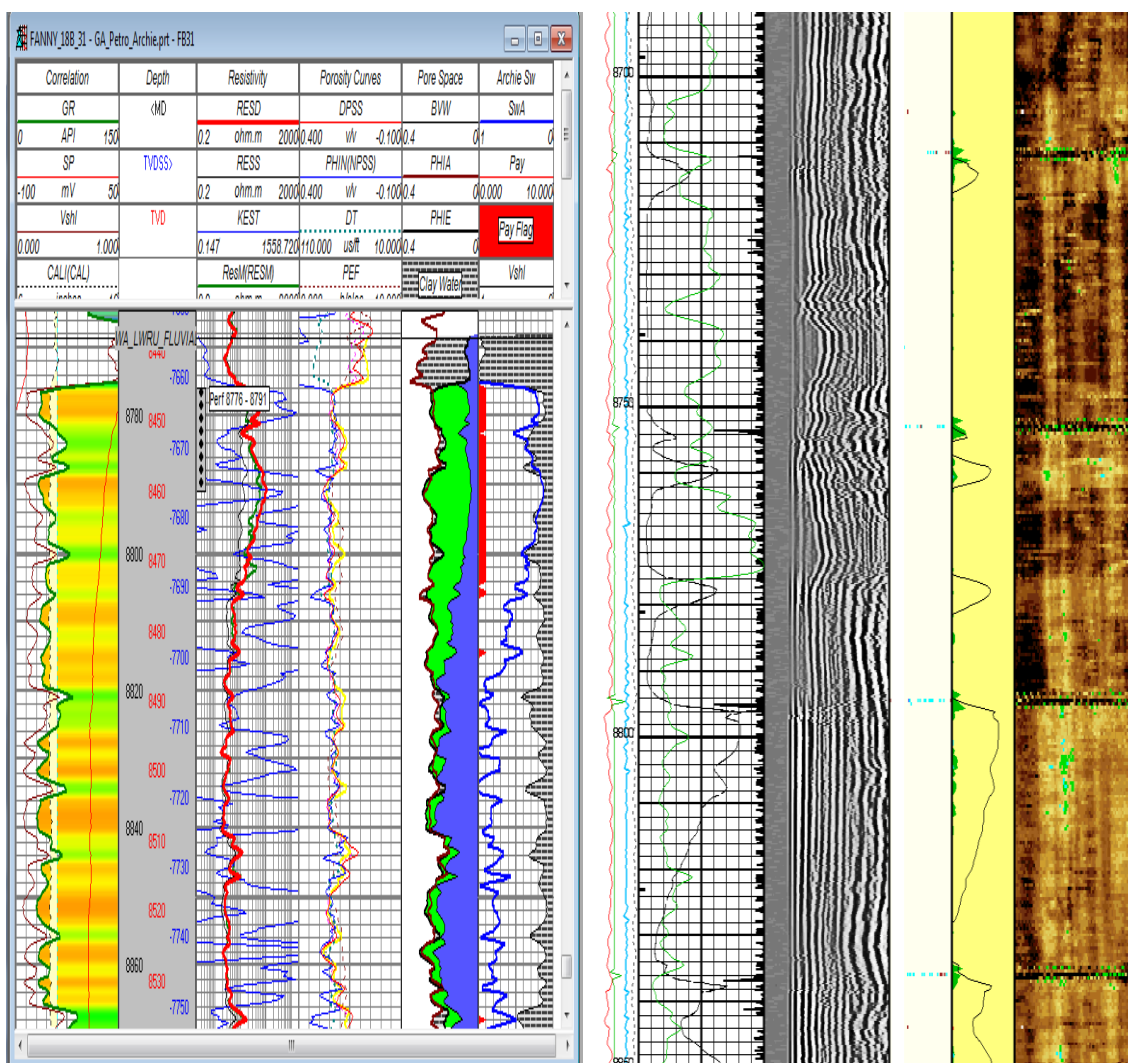 FANNY_18B_31 - GA_Petro_Archie.prt - FB31
Correlation Depth Resistivity Porosity Curves Pore Space Archie Sw
GR <MD RESD DPSS BVW SwA
0 API 150 0.2 ohm.m 2000 0.400 v/v -0.100 0.4 0 1 0
SP TVDSS> RESS PHIN(NPSS) PHIA Pay
-100 mV 50 0.2 ohm.m 2000 0.400 v/v -0.100 0.4 0 0.000 10.000
Vshl TVD KEST DT PHIE Pay Flag
0.000 1.000 0.147 1558.720 110.000 us/ft 10.000 0.4 0
CALI(CAL) ResM(RESM) PEF Clay Water Vshl
WA_LWRU_FLUVIAL
8440
-7660
Perf 8776 - 8791
8780 8450
-7670
8460
-7680
8800 8470
-7690
8480
-7700
8820 8490
-7710
8500
-7720
8840 8510
-7730
8520
-7740
8860 8530
-7750
8700
8750
8800